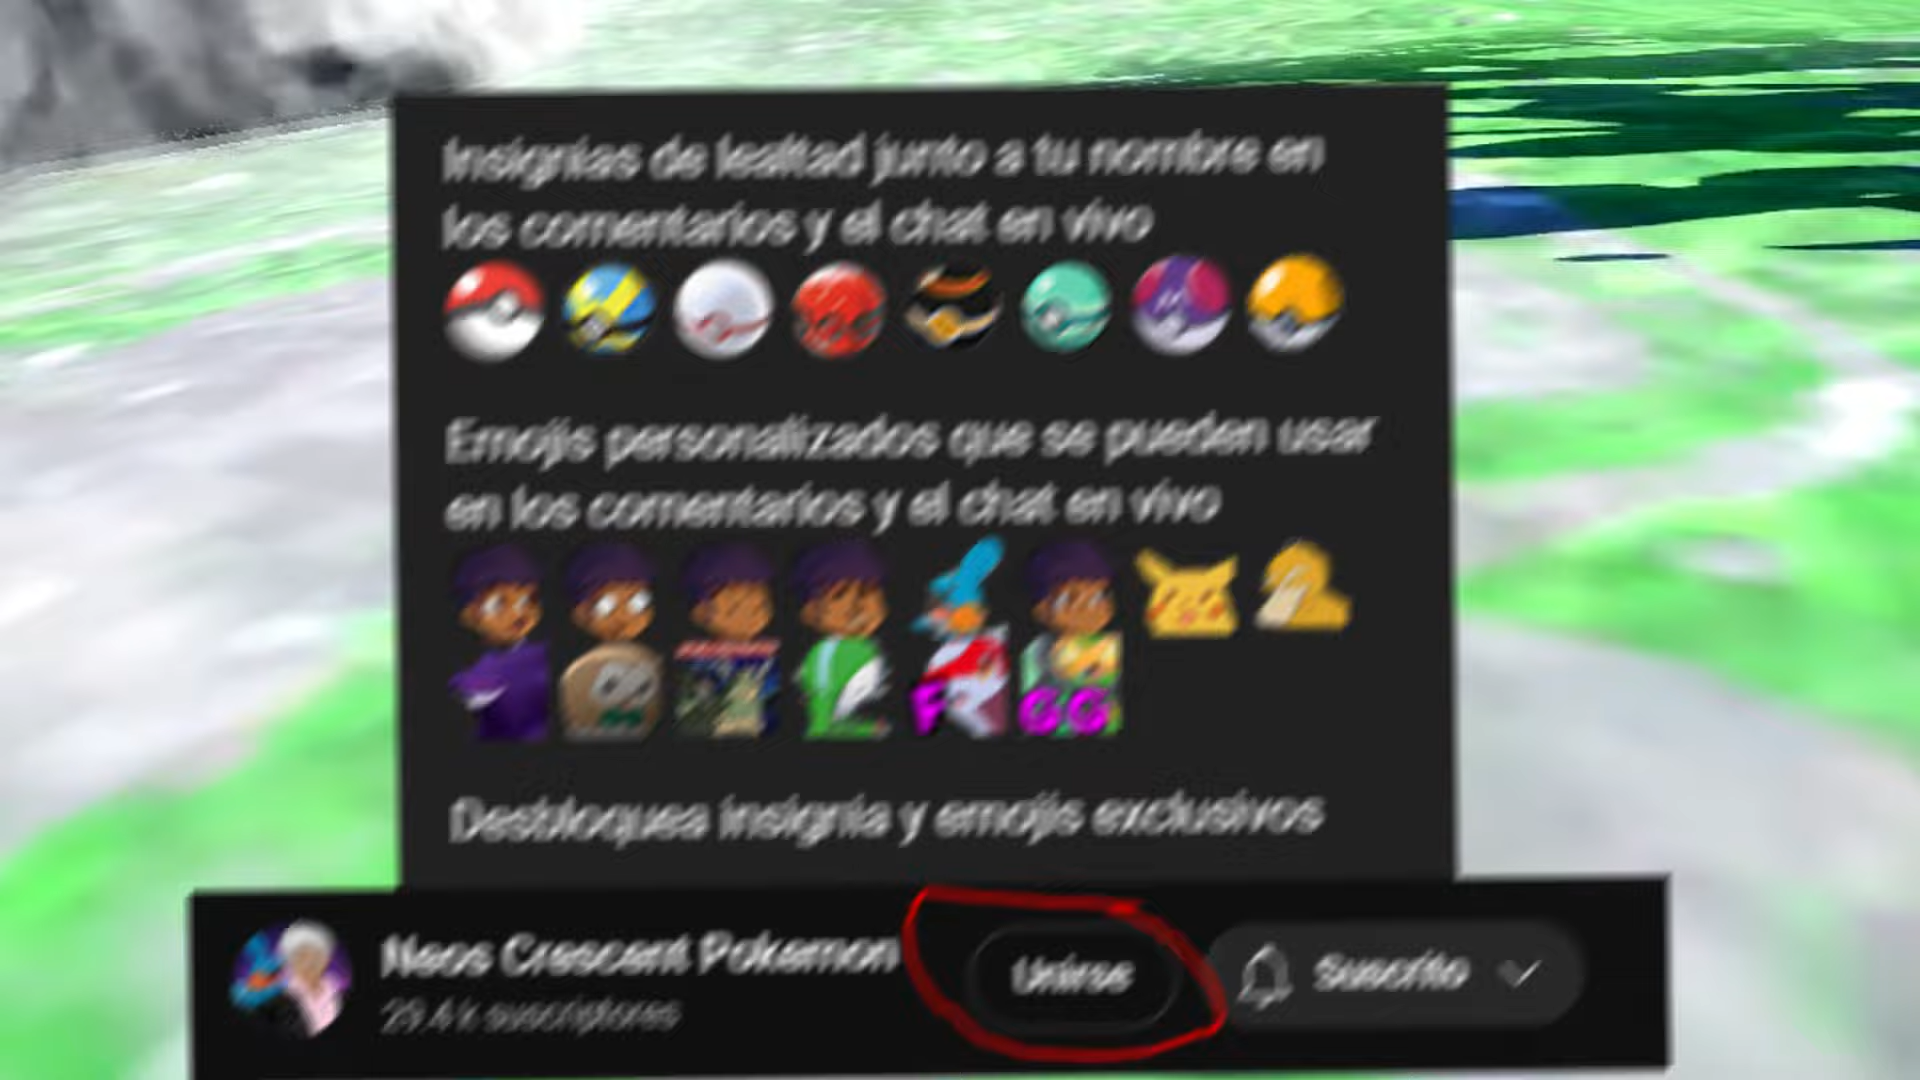 Insignias de lealtad junto a tu nombre en
los comentarios y el chat en vivo
Emojis personalizados que se pueden usar
en los comentarios y el chat en vivo
F
GG
Desbloquea insignia y emojis exclusivos
Neos Crescent Pokemon
Unirse
Suscrito
29.4 k suscriptores